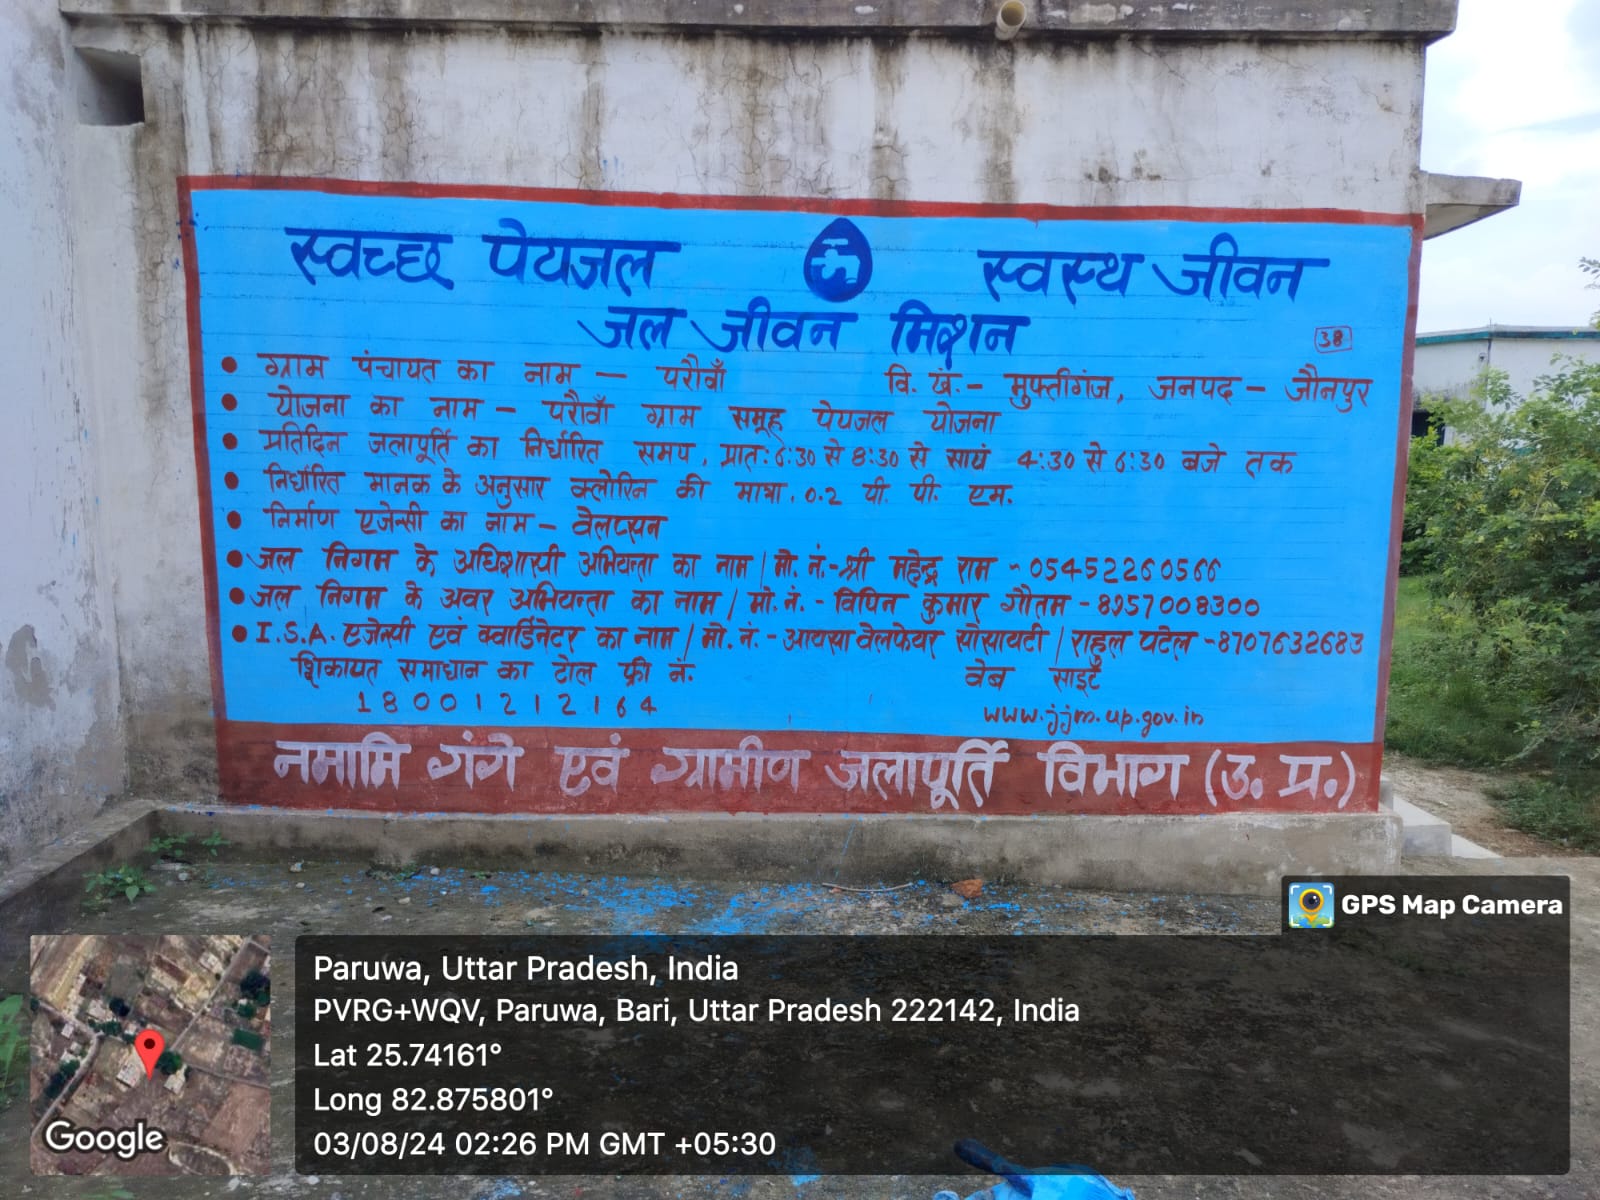 स्वच्छ पेयजल स्वस्थ जीवन
जल जीवन मिशन
38
• ग्राम पंचायत का नाम — परौवाँ वि. खं.- मुफ्तीगंज, जनपद - जौनपुर
• योजना का नाम - परौवाँ ग्राम समूह पेयजल योजना
• प्रतिदिन जलापूर्ति का निर्धारित समय, प्रात: 6:30 से 8:30 से सायं 4:30 से 6:30 बजे तक
• निर्धारित मानक के अनुसार क्लोरिन की मात्रा. 0.2 पी. पी. एम.
• निर्माण एजेन्सी का नाम - वेलस्पन
• जल निगम के अधिशासी अभियन्ता का नाम / मो. नं.- श्री महेन्द्र राम - 05452260566
• जल निगम के अवर अभियन्ता का नाम / मो. नं. - विपिन कुमार गौतम - 8957008300
• I.S.A. एजेन्सी एवं क्वार्डिनेटर का नाम / मो. नं. - आयसा वेलफेयर सोसायटी / राहुल पटेल - 8707632683
शिकायत समाधान का टोल फ्री नं. वेब साइट
18001212164 www.jjm.up.gov.in
नमामि गंगे एवं ग्रामीण जलापूर्ति विभाग (उ. प्र.)
GPS Map Camera
Paruwa, Uttar Pradesh, India
PVRG+WQV, Paruwa, Bari, Uttar Pradesh 222142, India
Lat 25.74161°
Long 82.875801°
03/08/24 02:26 PM GMT +05:30
Google